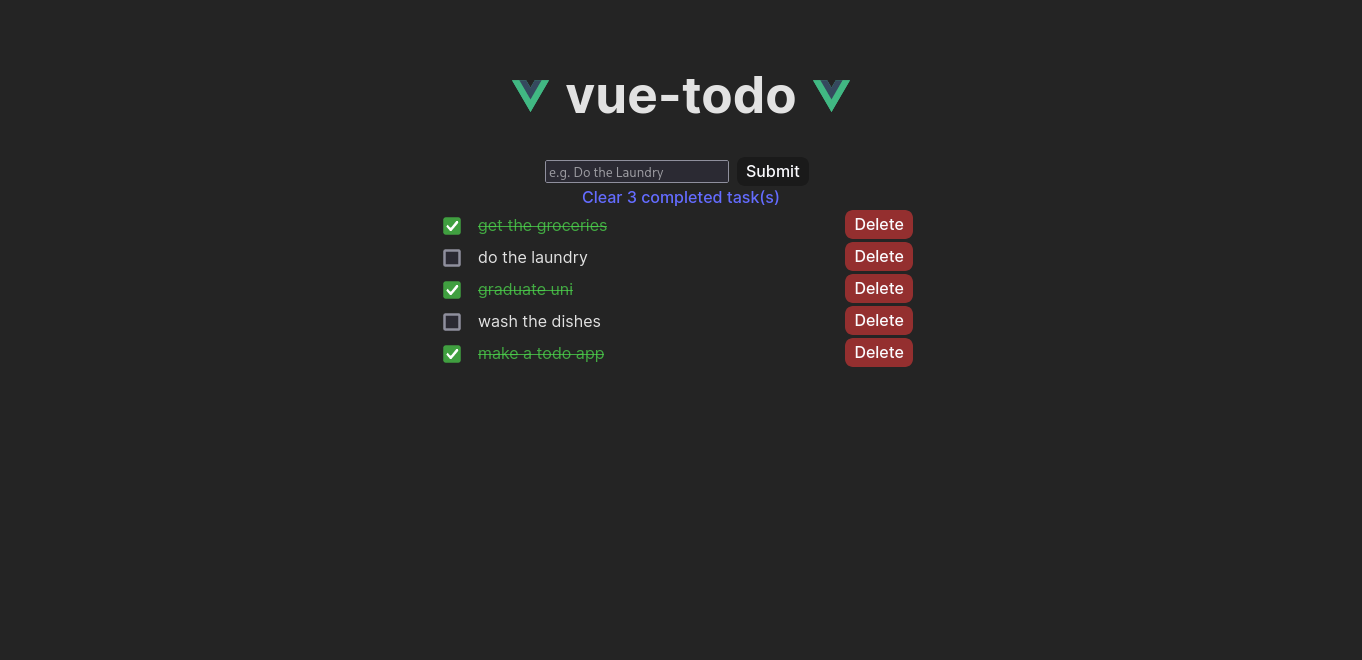 vue-todo
e.g. Do the Laundry Submit
Clear 3 completed task(s)
get the groceries Delete
do the laundry Delete
graduate uni Delete
wash the dishes Delete
make a todo app Delete